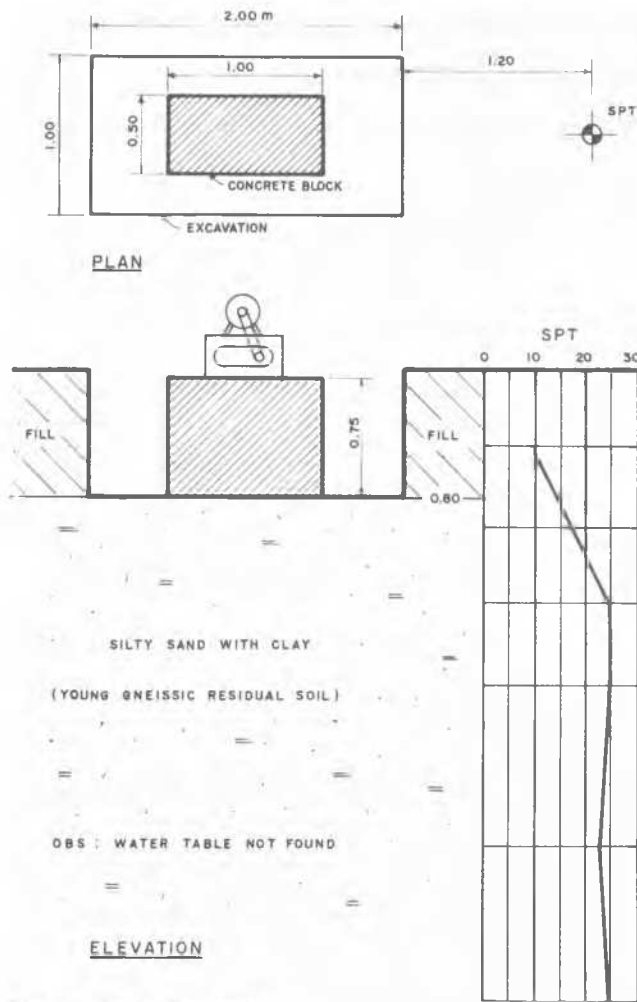 2.00 m
1.00
1.20
SPT
1.00
0.50
CONCRETE BLOCK
EXCAVATION
PLAN
SPT
0 10 20 30
FILL
0.75
FILL
0.80
SILTY SAND WITH CLAY
(YOUNG GNEISSIC RESIDUAL SOIL)
OBS : WATER TABLE NOT FOUND
ELEVATION